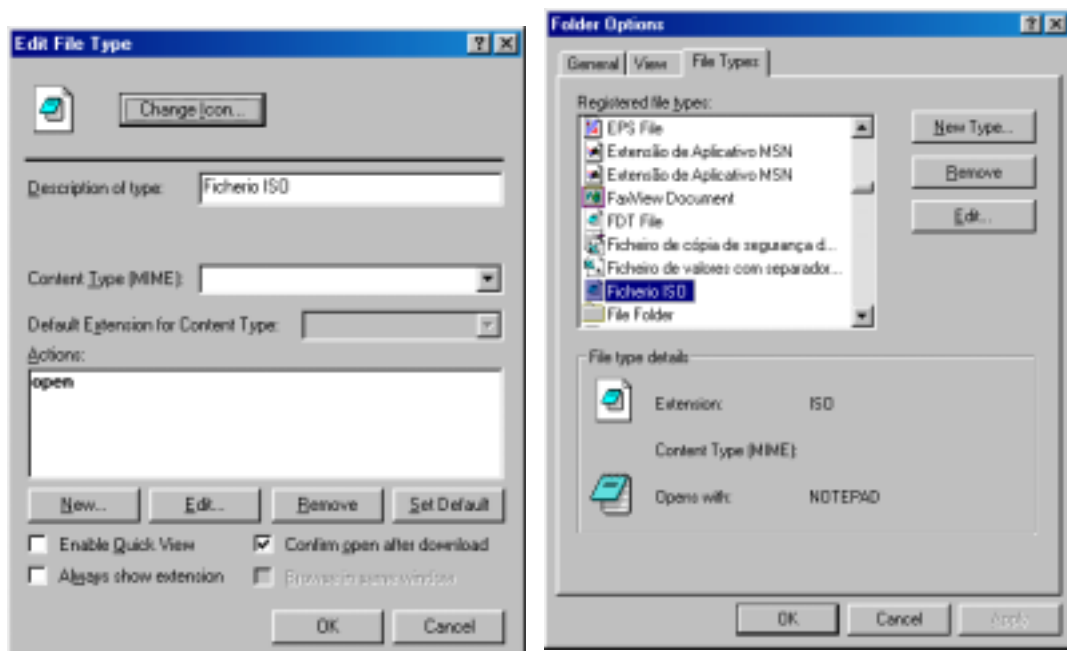 Edit File Type
Change Icon...
Description of type:
Ficherio ISO
Content Type (MIME):
Default Extension for Content Type:
Actions:
open
New...
Edit...
Remove
Set Default
Enable Quick View
Confirm open after download
Always show extension
Browse in same window
OK
Cancel
Folder Options
General
View
File Types
Registered file types:
EPS File
Extensão de Aplicativo MSN
Extensão de Aplicativo MSN
FaxView Document
FDT File
Ficheiro de cópia de segurança d...
Ficheiro de valores com separador...
Ficherio ISO
File Folder
New Type...
Remove
Edit...
File type details
Extension:
ISO
Content Type (MIME):
Opens with:
NOTEPAD
OK
Cancel
Apply